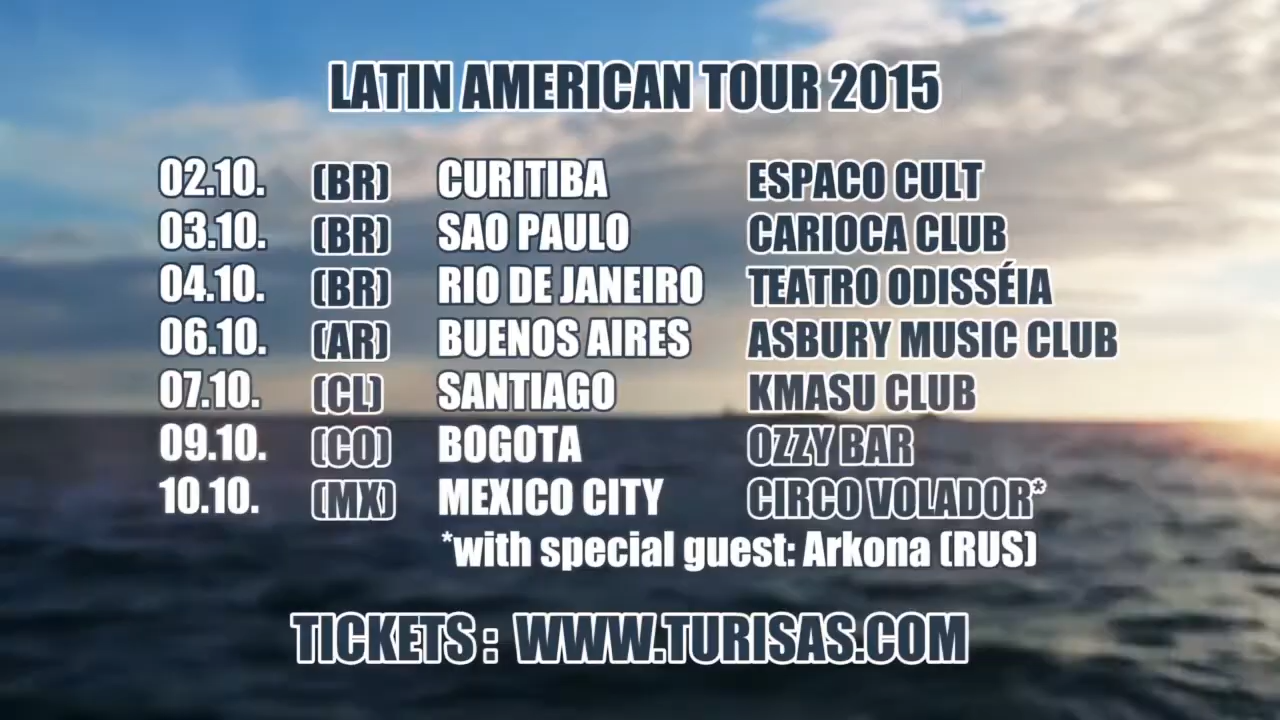 LATIN AMERICAN TOUR 2015
02.10. (BR) CURITIBA ESPACO CULT
03.10. (BR) SAO PAULO CARIOCA CLUB
04.10. (BR) RIO DE JANEIRO TEATRO ODISSÉIA
06.10. (AR) BUENOS AIRES ASBURY MUSIC CLUB
07.10. (CL) SANTIAGO KMASU CLUB
09.10. (CO) BOGOTA OZZY BAR
10.10. (MX) MEXICO CITY CIRCO VOLADOR*
*with special guest: Arkona (RUS)
TICKETS : WWW.TURISAS.COM